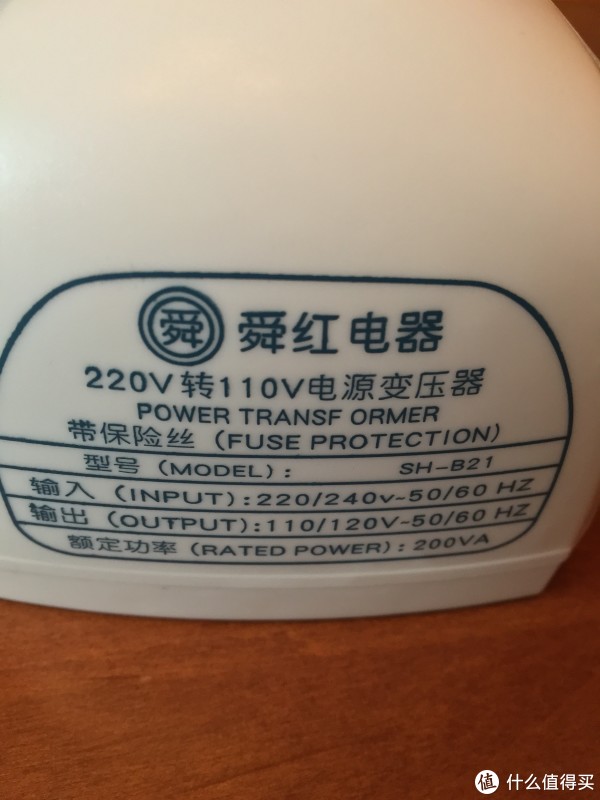 舜 舜红电器
220V转110V电源变压器
POWER TRANSF ORMER
带保险丝 (FUSE PROTECTION)
型号 (MODEL) : SH-B21
输入 (INPUT):220/240v~50/60 HZ
输出 (OUTPUT):110/120V~50/60 HZ
额定功率 (RATED POWER) : 200VA
值 什么值得买